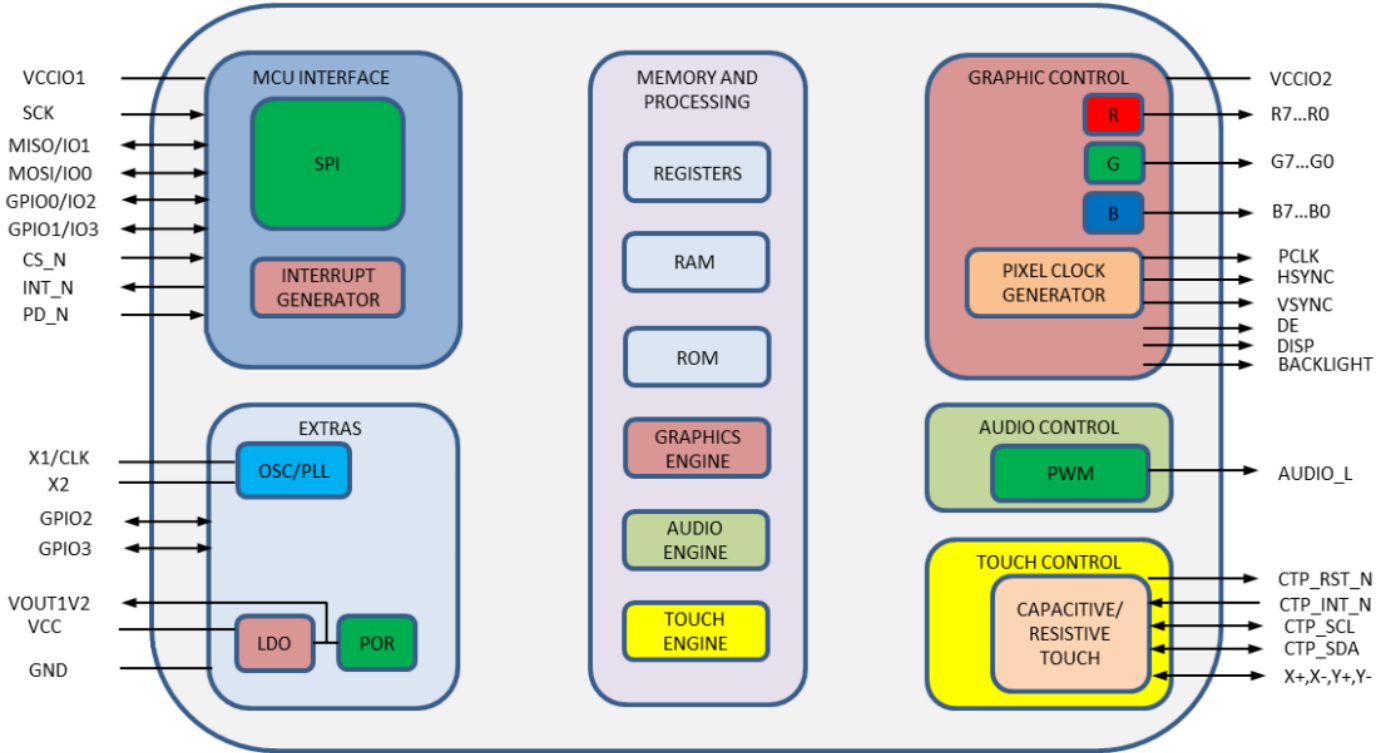 VCCIO1
SCK
MISO/IO1
MOSI/IO0
GPIO0/IO2
GPIO1/IO3
CS_N
INT_N
PD_N
MCU INTERFACE
SPI
INTERRUPT
GENERATOR
X1/CLK
X2
GPIO2
GPIO3
VOUT1V2
VCC
GND
EXTRAS
OSC/PLL
LDO
POR
MEMORY AND
PROCESSING
REGISTERS
RAM
ROM
GRAPHICS
ENGINE
AUDIO
ENGINE
TOUCH
ENGINE
GRAPHIC CONTROL
R
G
B
PIXEL CLOCK
GENERATOR
VCCIO2
R7...R0
G7...G0
B7...B0
PCLK
HSYNC
VSYNC
DE
DISP
BACKLIGHT
AUDIO CONTROL
PWM
AUDIO_L
TOUCH CONTROL
CAPACITIVE/
RESISTIVE
TOUCH
CTP_RST_N
CTP_INT_N
CTP_SCL
CTP_SDA
X+,X-,Y+,Y-